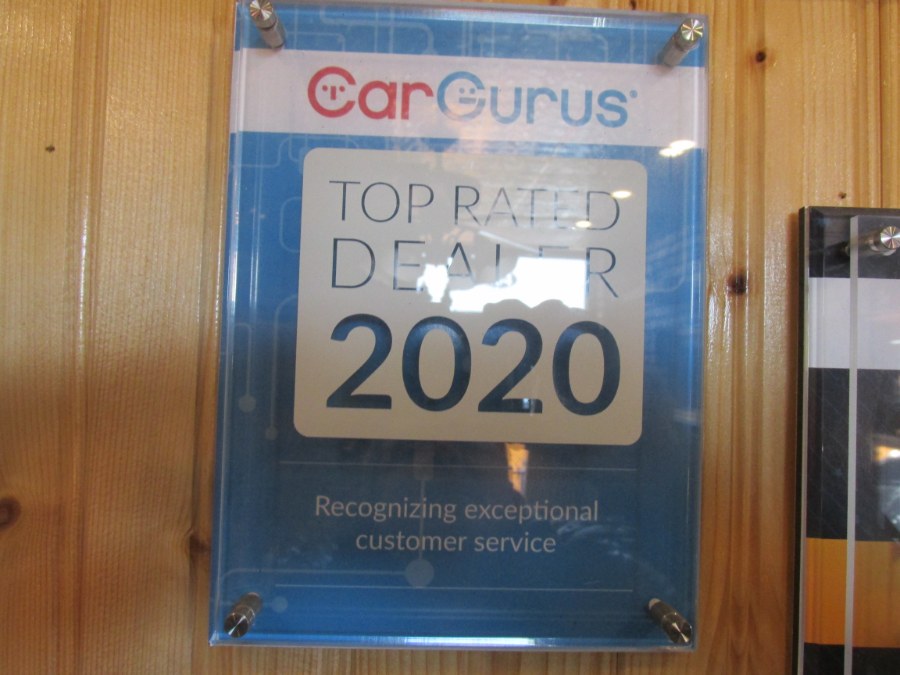 CarGurus®
TOP RATED
DEALER
2020
Recognizing exceptional
customer service